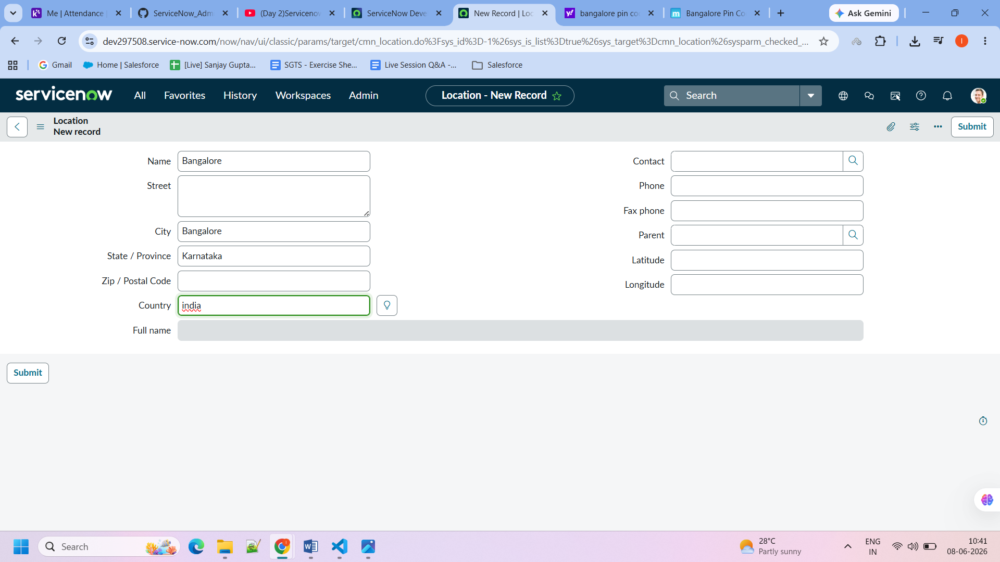 Me | Attendance
ServiceNow_Adm
(Day 2)Servicenow
ServiceNow Deve
New Record | Loc
bangalore pin co
Bangalore Pin Co
Ask Gemini
dev297508.service-now.com/now/nav/ui/classic/params/target/cmn_location.do%3Fsys_id%3D-1%26sys_is_list%3Dtrue%26sys_target%3Dcmn_location%26sysparm_checked_...
Gmail
Home | Salesforce
[Live] Sanjay Gupta...
SGTS - Exercise She...
Live Session Q&A -...
Salesforce
servicenow
All
Favorites
History
Workspaces
Admin
Location - New Record
Search
Location
New record
Submit
Name
Bangalore
Contact
Street
Phone
Fax phone
City
Bangalore
Parent
State / Province
Karnataka
Latitude
Zip / Postal Code
Longitude
Country
india
Full name
Submit
Search
28°C
Partly sunny
ENG
IN
10:41
08-06-2026